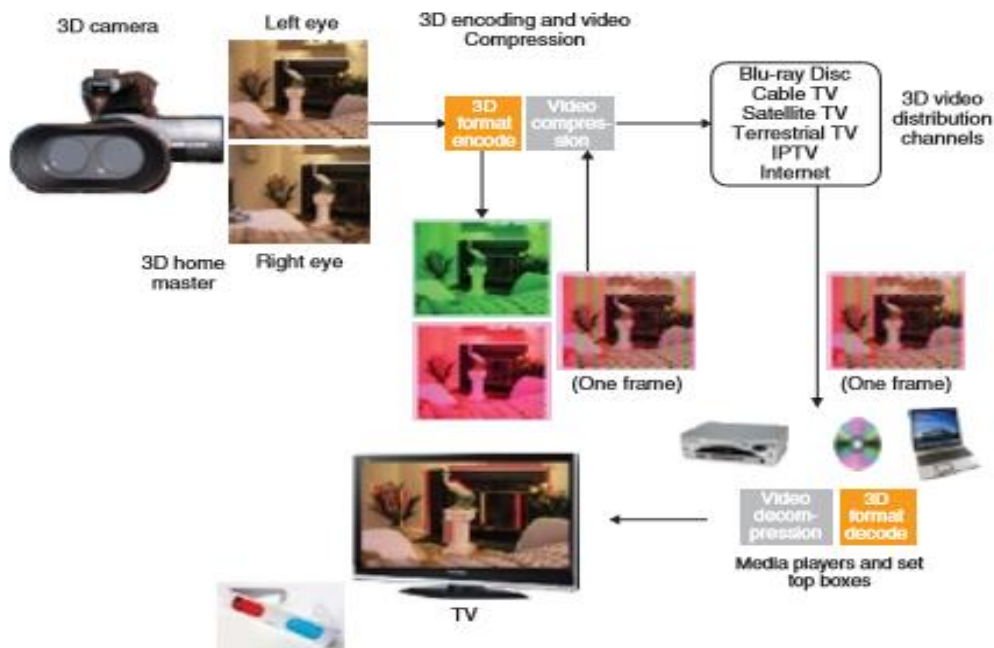 3D camera
Left eye
3D encoding and video
Compression
3D
format
encode
Video
compres-
sion
Blu-ray Disc
Cable TV
Satellite TV
Terrestrial TV
IPTV
Internet
3D video
distribution
channels
3D home
master
Right eye
(One frame)
(One frame)
Video
decom-
pression
3D
format
decode
Media players and set
top boxes
TV